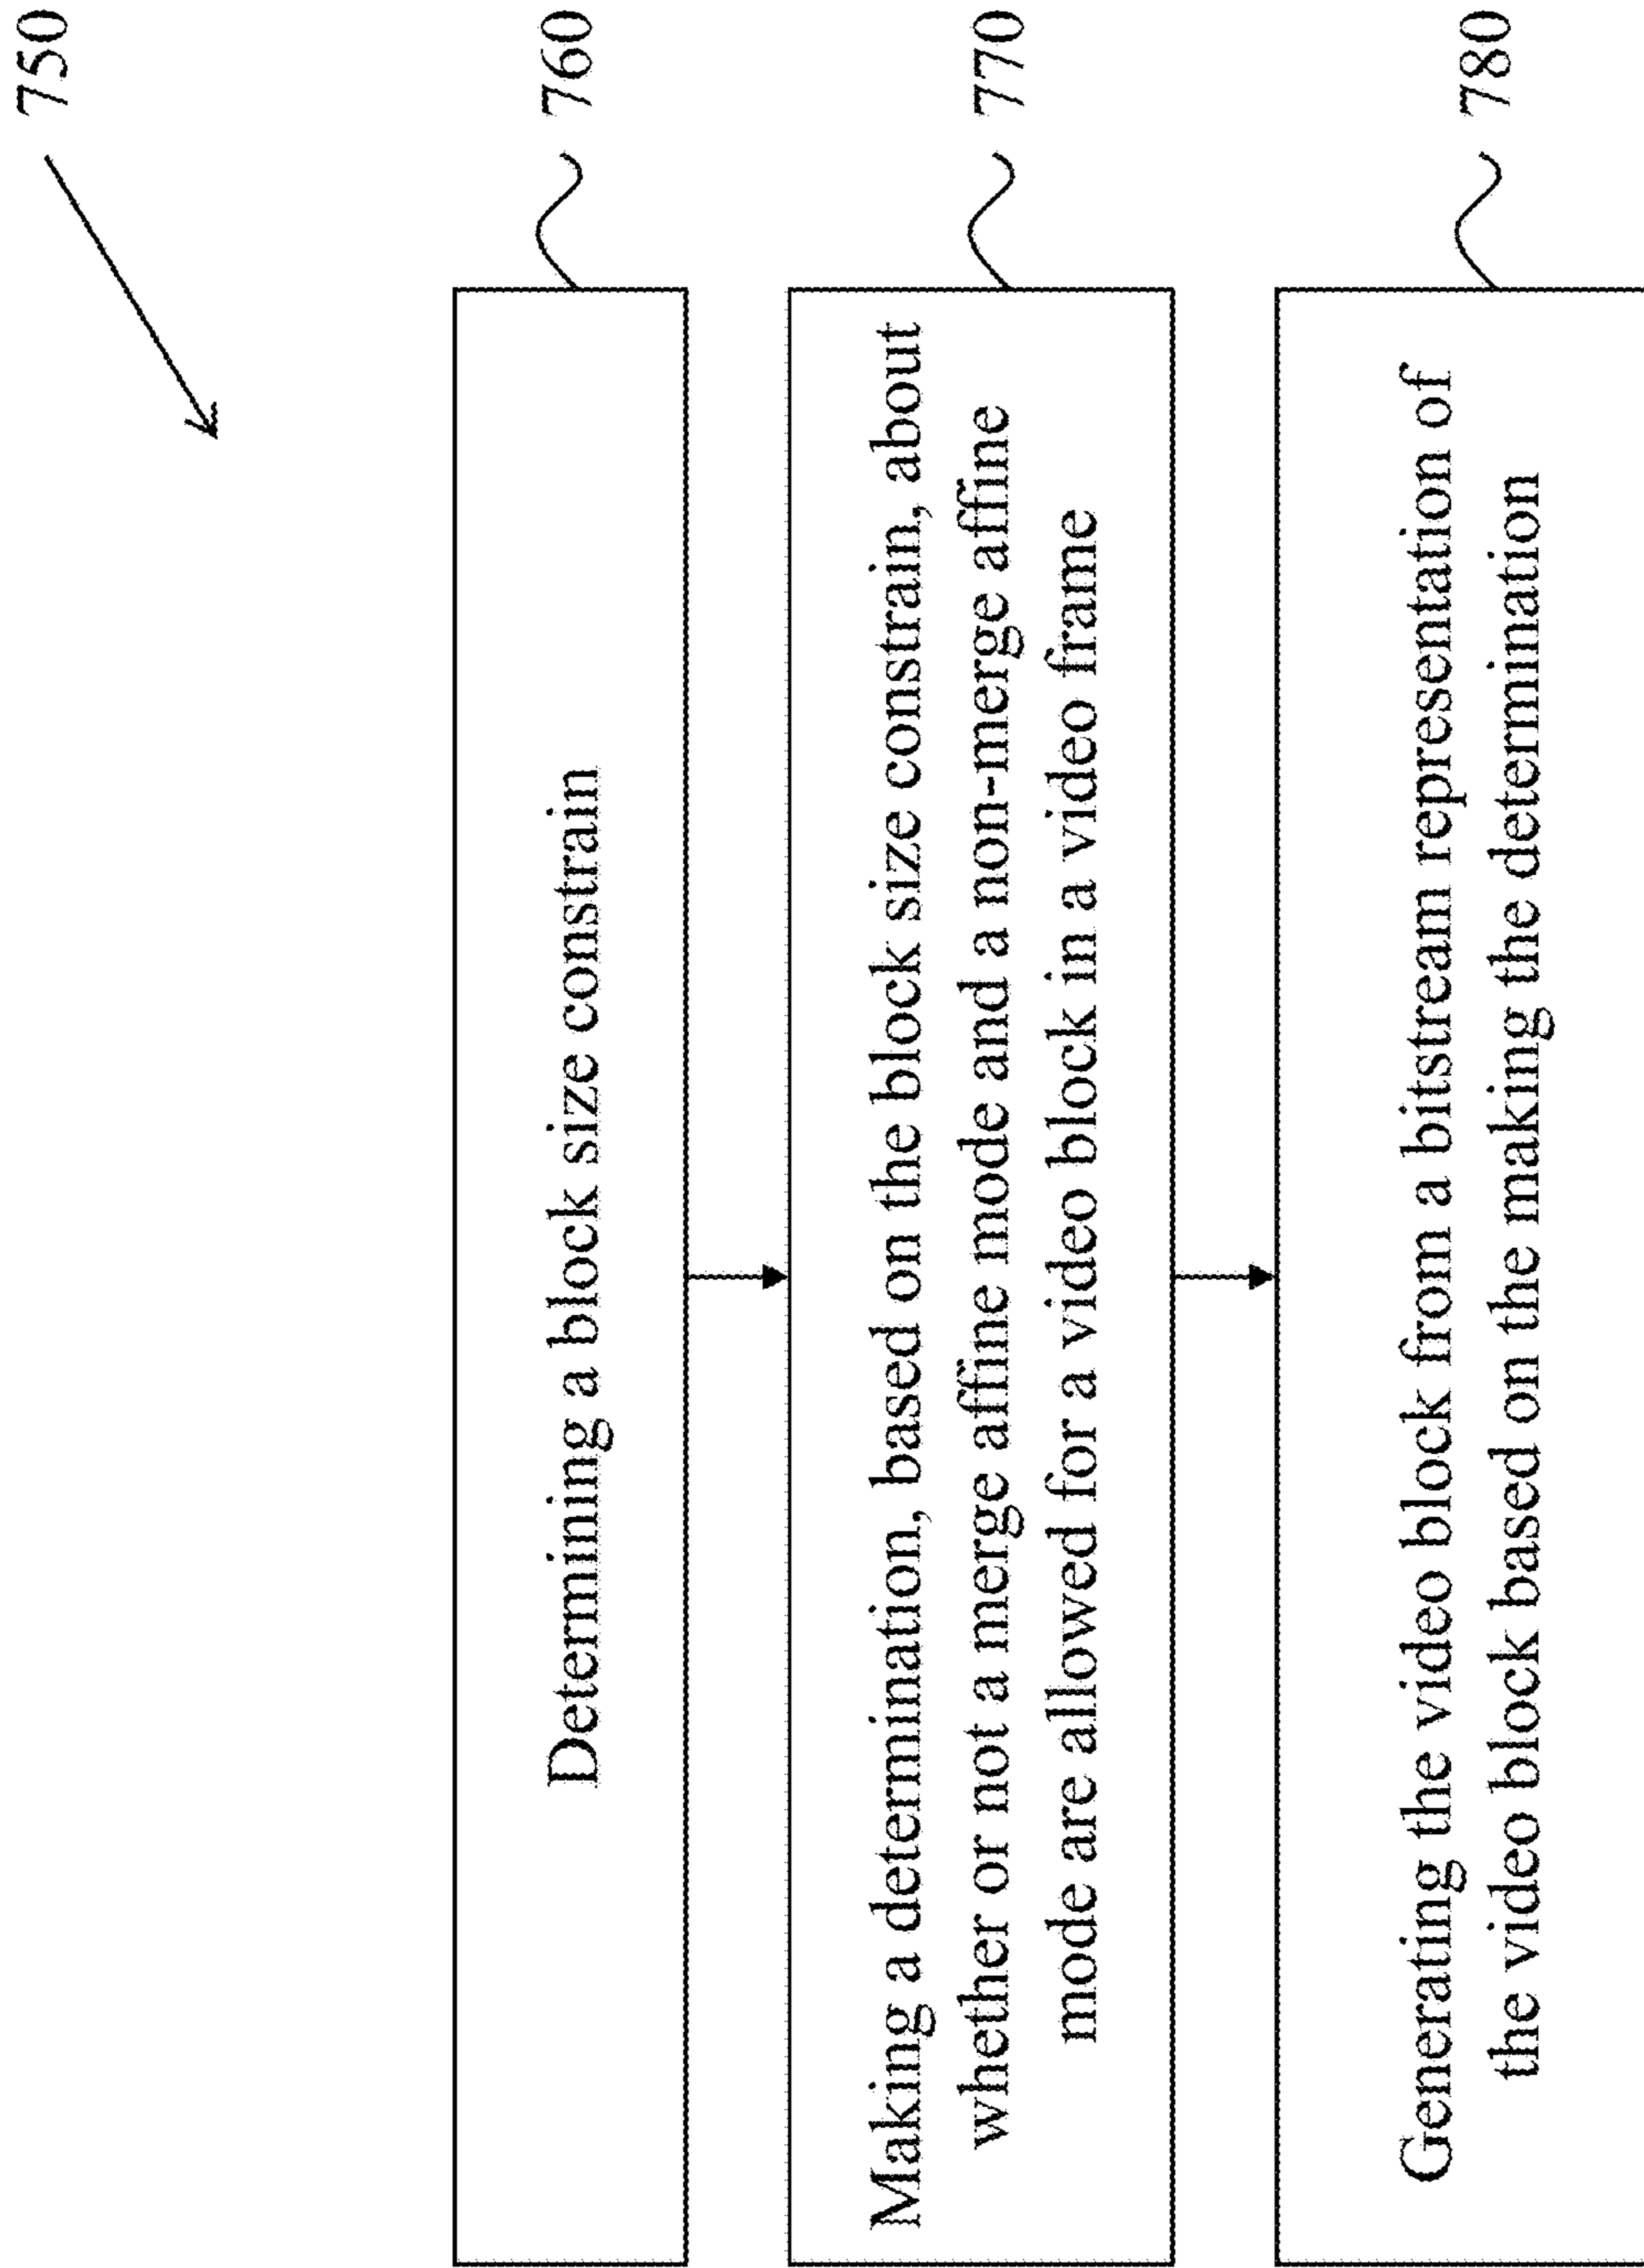 750
Determining a block size constrain
760
Making a determination, based on the block size constrain, about
whether or not a merge affine mode and a non-merge affine
mode are allowed for a video block in a video frame
770
Generating the video block from a bitstream representation of
the video block based on the making the determination
780